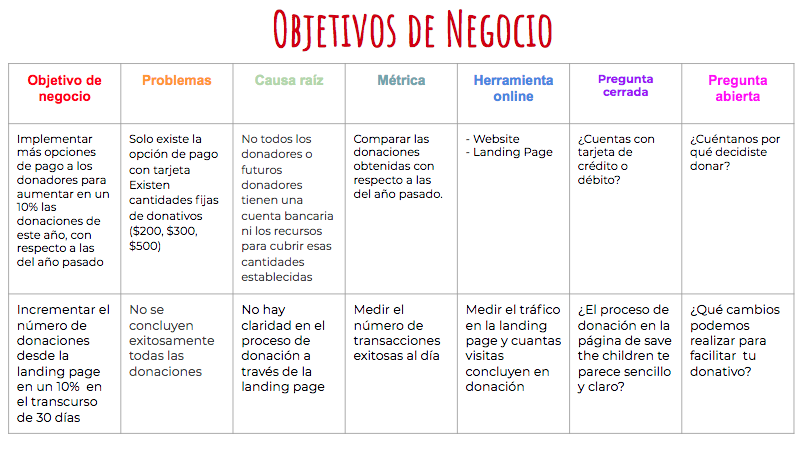 OBJETIVOS DE NEGOCIO
Objetivo de
negocio
Problemas
Causa raíz
Métrica
Herramienta
online
Pregunta
cerrada
Pregunta
abierta
Implementar
más opciones
de pago a los
donadores para
aumentar en un
10% las
donaciones de
este año, con
respecto a las
del año pasado
Solo existe la
opción de pago
con tarjeta
Existen
cantidades fijas
de donativos
($200, $300,
$500)
No todos los
donadores o
futuros
donadores
tienen una
cuenta bancaria
ni los recursos
para cubrir esas
cantidades
establecidas
Comparar las
donaciones
obtenidas con
respecto a las
del año pasado.
- Website
- Landing Page
¿Cuentas con
tarjeta de
crédito o
débito?
¿Cuéntanos por
qué decidiste
donar?
Incrementar el
número de
donaciones
desde la
landing page
en un 10% en
el transcurso
de 30 días
No se
concluyen
exitosamente
todas las
donaciones
No hay
claridad en el
proceso de
donación a
través de la
landing page
Medir el
número de
transacciones
exitosas al día
Medir el tráfico
en la landing
page y cuantas
visitas
concluyen en
donación
¿El proceso de
donación en la
página de save
the children te
parece sencillo
y claro?
¿Qué cambios
podemos
realizar para
facilitar tu
donativo?